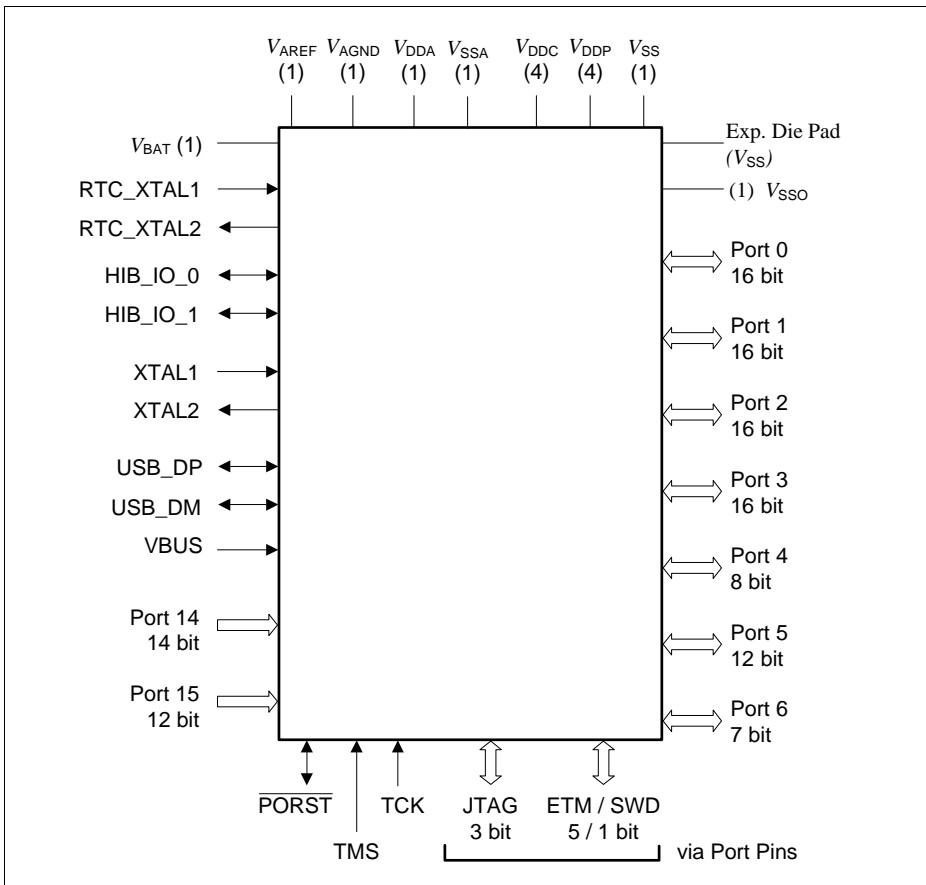 VAREF VAGND VDDA VSSA VDDC VDDP VSS
(1) (1) (1) (1) (4) (4) (1)
VBAT (1)
RTC_XTAL1
RTC_XTAL2
HIB_IO_0
HIB_IO_1
XTAL1
XTAL2
USB_DP
USB_DM
VBUS
Port 14
14 bit
Port 15
12 bit
Exp. Die Pad
(VSS)
(1) VSSO
Port 0
16 bit
Port 1
16 bit
Port 2
16 bit
Port 3
16 bit
Port 4
8 bit
Port 5
12 bit
Port 6
7 bit
PORST
TMS
TCK
JTAG
3 bit
ETM / SWD
5 / 1 bit
via Port Pins